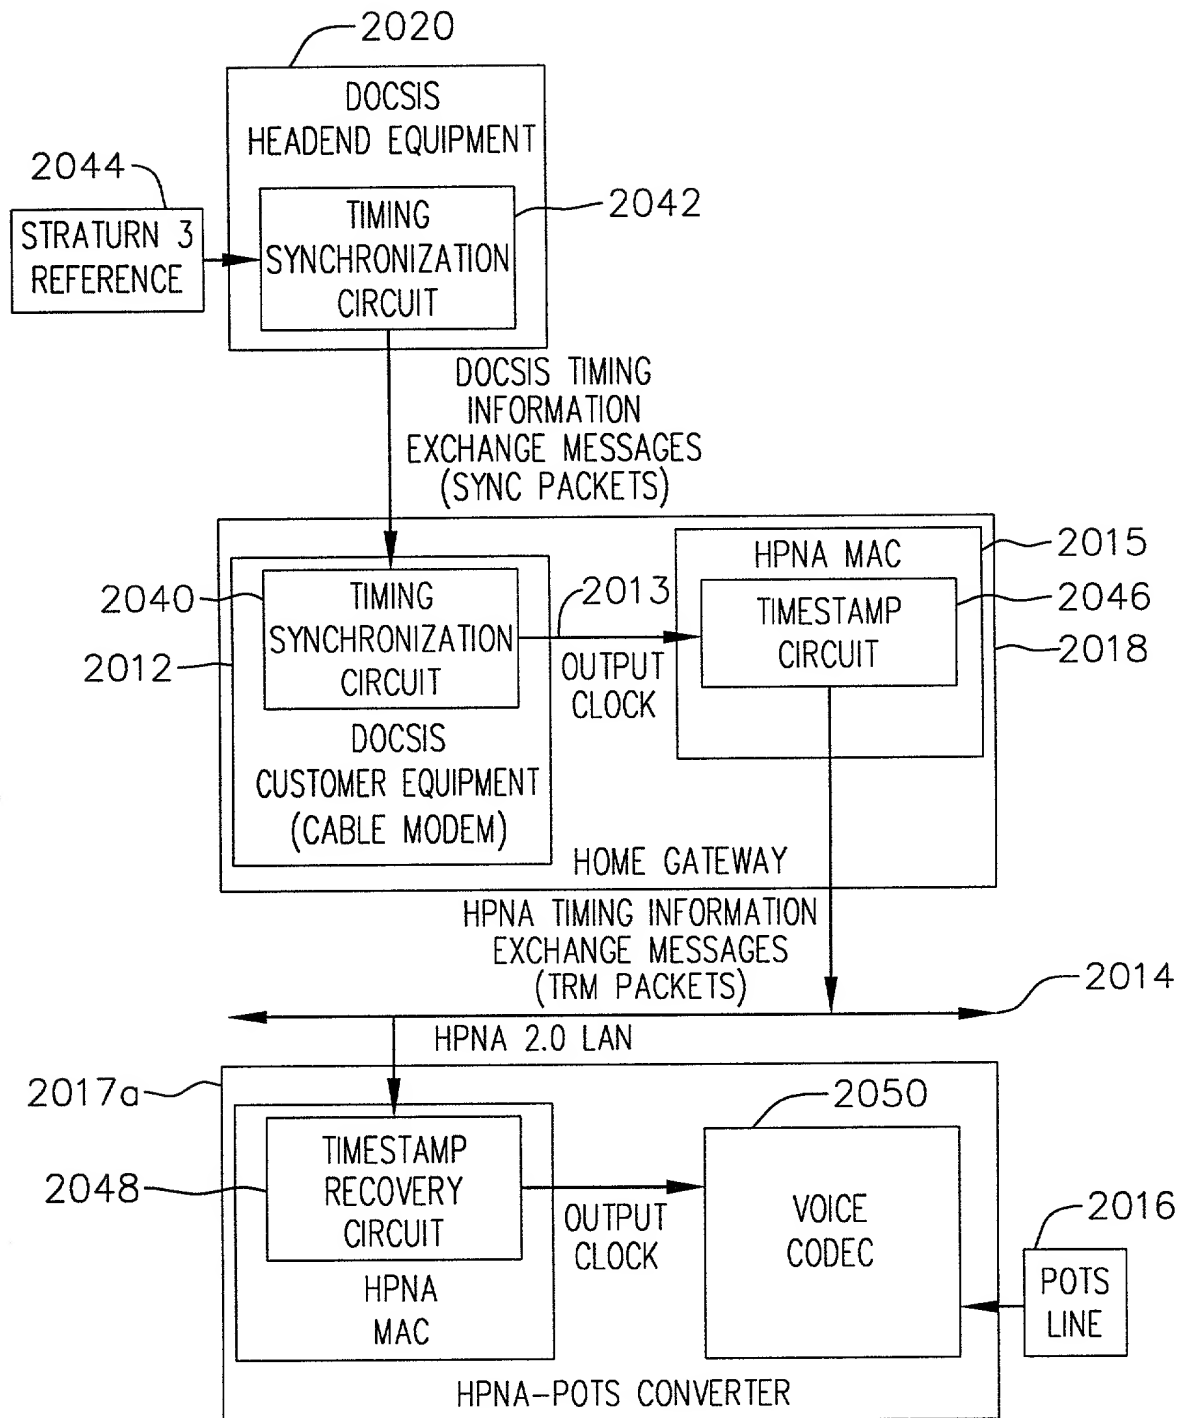 2020
DOCSIS
HEADEND EQUIPMENT
2044
STRATURN 3
REFERENCE
TIMING
SYNCHRONIZATION
CIRCUIT
2042
DOCSIS TIMING
INFORMATION
EXCHANGE MESSAGES
(SYNC PACKETS)
HPNA MAC
2015
2040
TIMING
SYNCHRONIZATION
CIRCUIT
2013
OUTPUT
CLOCK
TIMESTAMP
CIRCUIT
2046
2018
2012
DOCSIS
CUSTOMER EQUIPMENT
(CABLE MODEM)
HOME GATEWAY
HPNA TIMING INFORMATION
EXCHANGE MESSAGES
(TRM PACKETS)
2014
HPNA 2.0 LAN
2017a
2050
TIMESTAMP
RECOVERY
CIRCUIT
2048
OUTPUT
CLOCK
VOICE
CODEC
2016
POTS
LINE
HPNA
MAC
HPNA-POTS CONVERTER